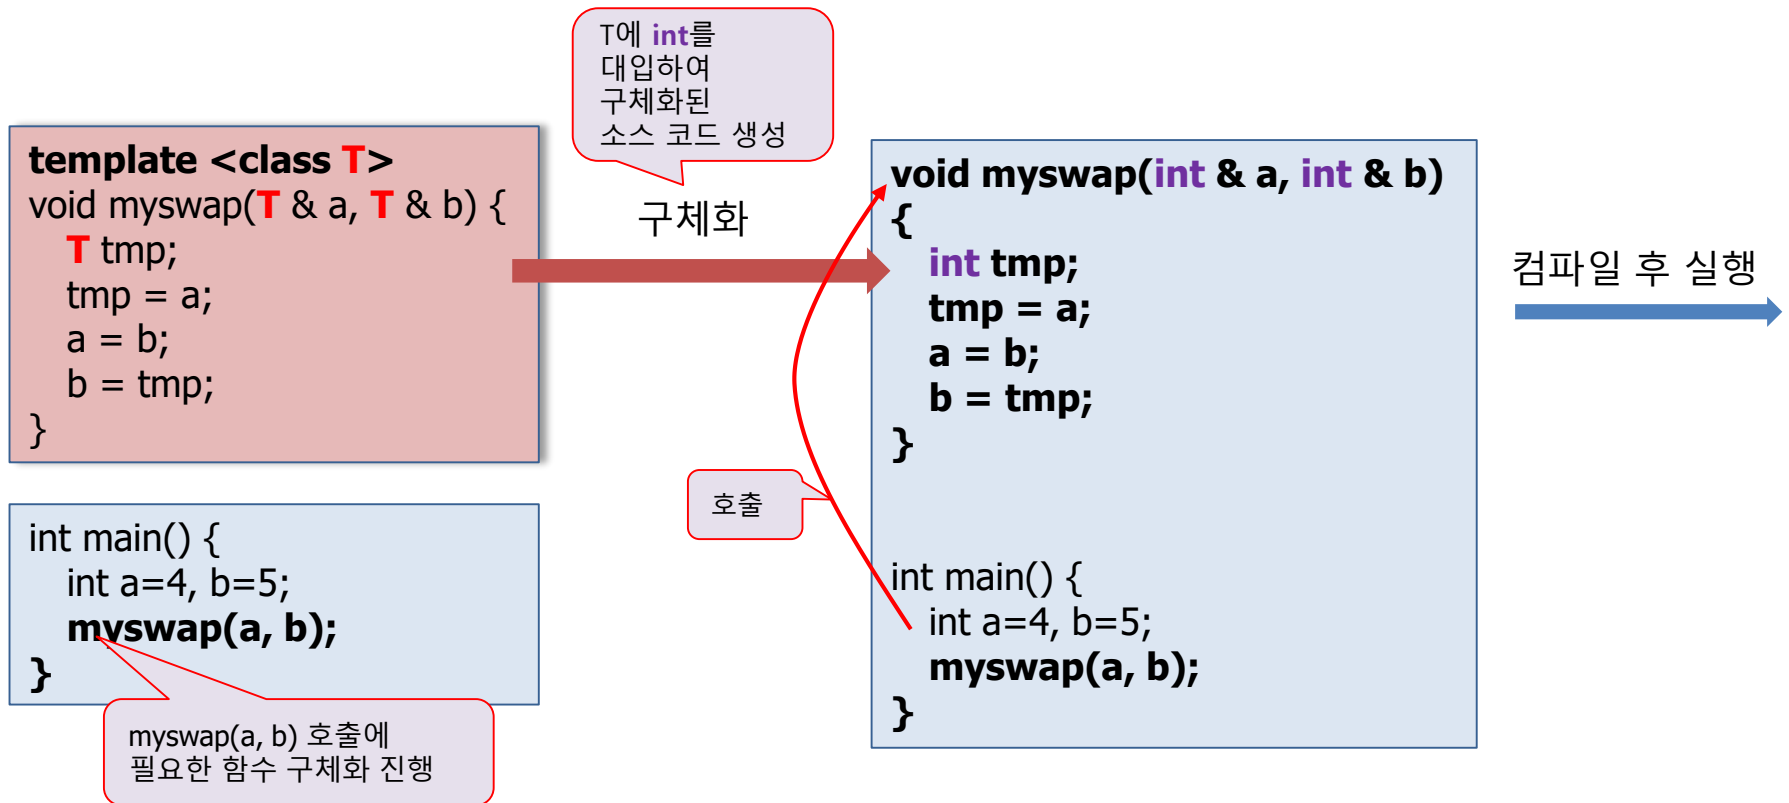 T에 int를
대입하여
구체화된
소스 코드 생성
template <class T>
void myswap(T & a, T & b) {
T tmp;
tmp = a;
a = b;
b = tmp;
}
구체화
int main() {
int a=4, b=5;
myswap(a, b);
}
myswap(a, b) 호출에
필요한 함수 구체화 진행
호출
void myswap(int & a, int & b)
{
int tmp;
tmp = a;
a = b;
b = tmp;
}
int main() {
int a=4, b=5;
myswap(a, b);
}
컴파일 후 실행